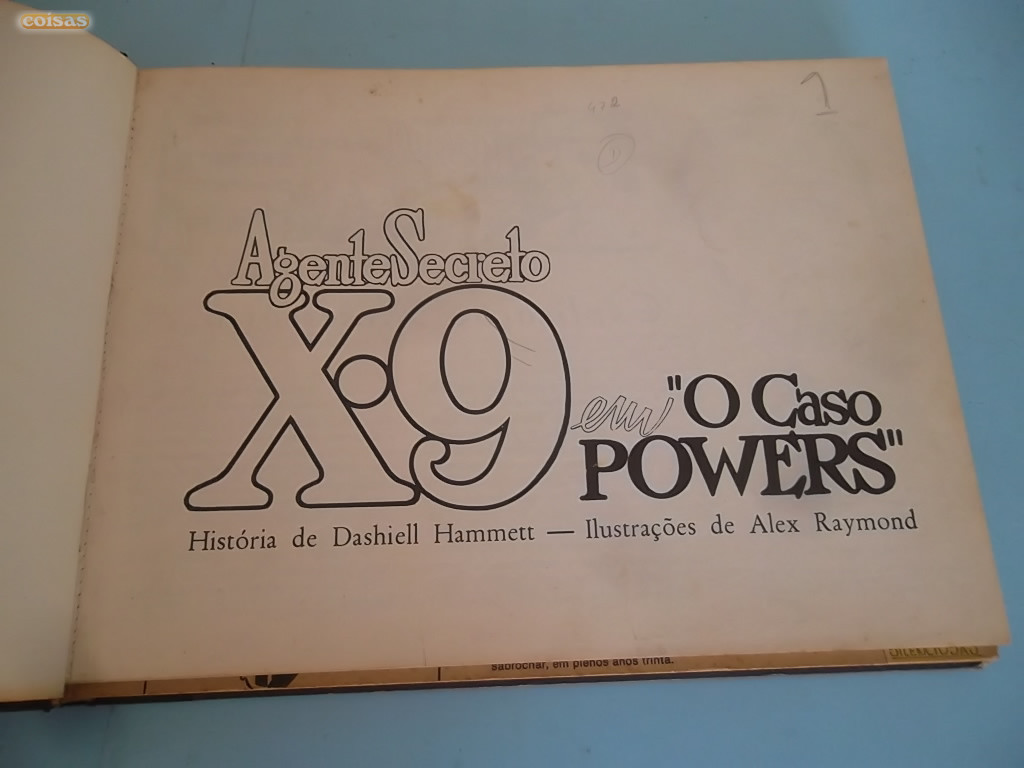 coisas
1
Agente Secreto
X-9
em "O Caso
POWERS"
História de Dashiell Hammett — Ilustrações de Alex Raymond
sabrochar, em plenos anos trinta.